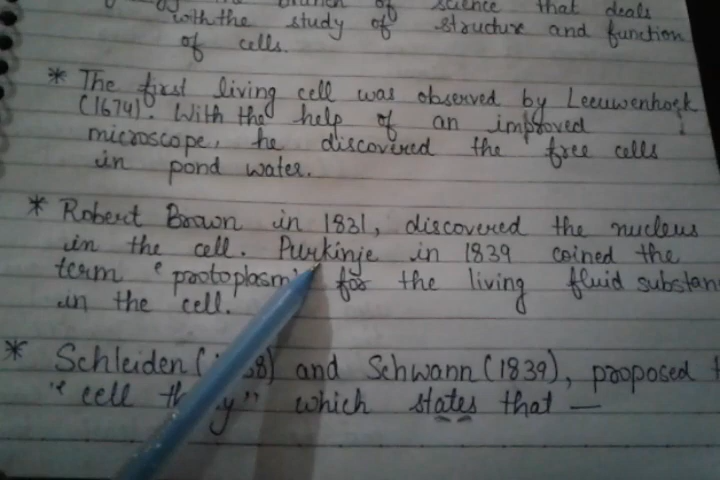 science that deals
with the study of structure and function
of cells.
* The first living cell was observed by Leeuwenhoek
(1674). With the help of an improved
microscope, he discovered the free cells
in pond water.
* Robert Brown in 1831, discovered the nucleus
in the cell. Purkinje in 1839 coined the
term 'protoplasm' for the living fluid substan
in the cell.
* Schleiden ( 8) and Schwann (1839), proposed t
"cell th y" which states that —